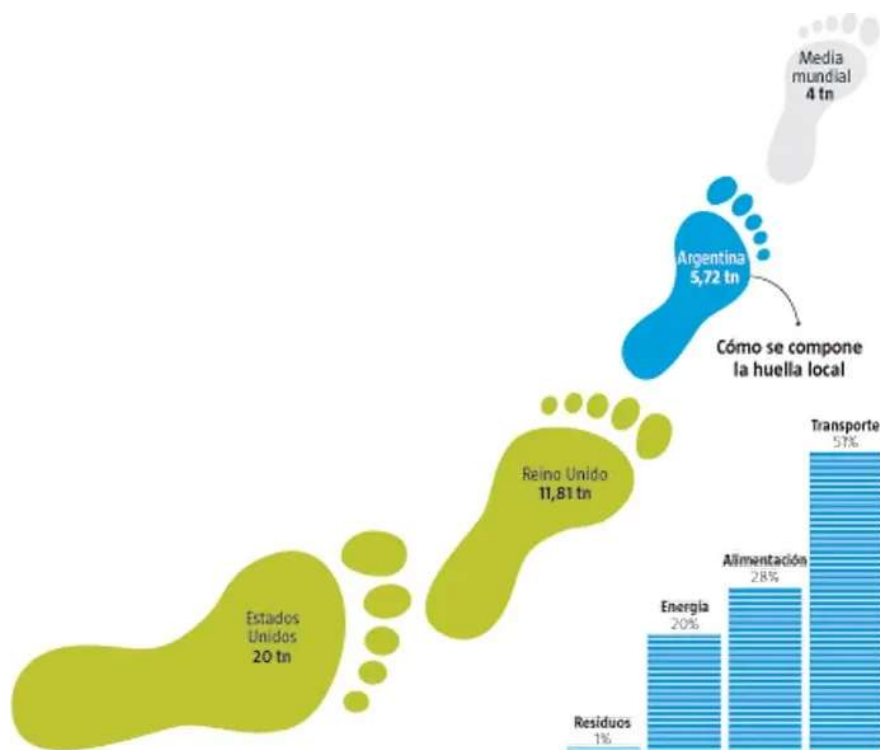 Media
mundial
4 tn
Argentina
5,72 tn
Cómo se compone
la huella local
Reino Unido
11,81 tn
Estados
Unidos
20 tn
Transporte
51%
Alimentación
28%
Energía
20%
Residuos
1%